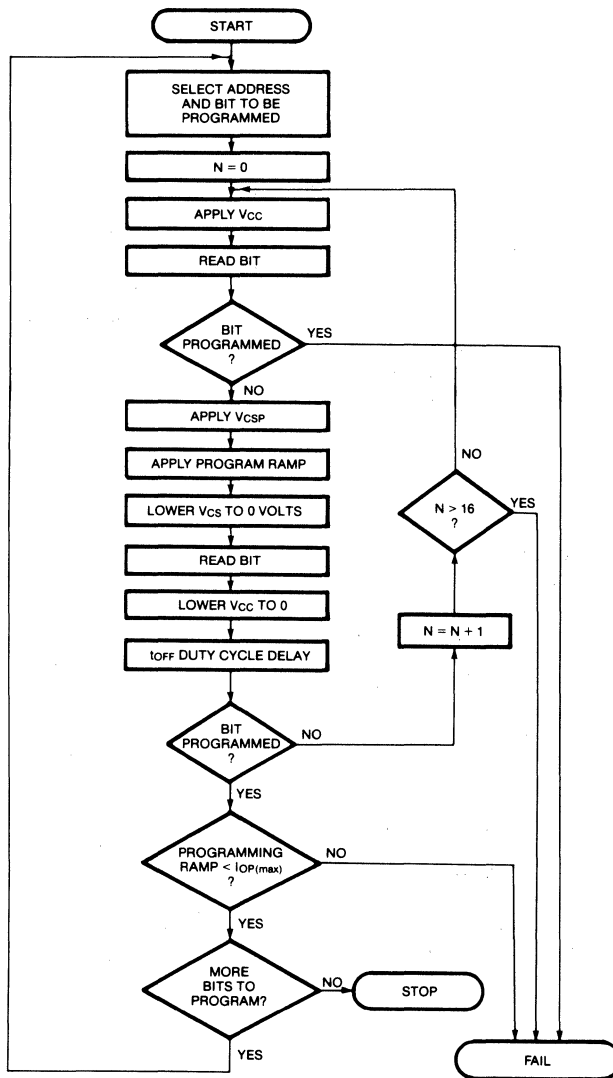 START
SELECT ADDRESS
AND BIT TO BE
PROGRAMMED
N = 0
APPLY VCC
READ BIT
BIT
PROGRAMMED
?
YES
NO
APPLY VCSP
APPLY PROGRAM RAMP
LOWER VCS TO 0 VOLTS
READ BIT
LOWER VCC TO 0
tOFF DUTY CYCLE DELAY
BIT
PROGRAMMED
?
NO
YES
N = N + 1
N > 16
?
NO
YES
PROGRAMMING
RAMP < IOP(max)
?
NO
YES
MORE
BITS TO
PROGRAM?
NO
STOP
YES
FAIL